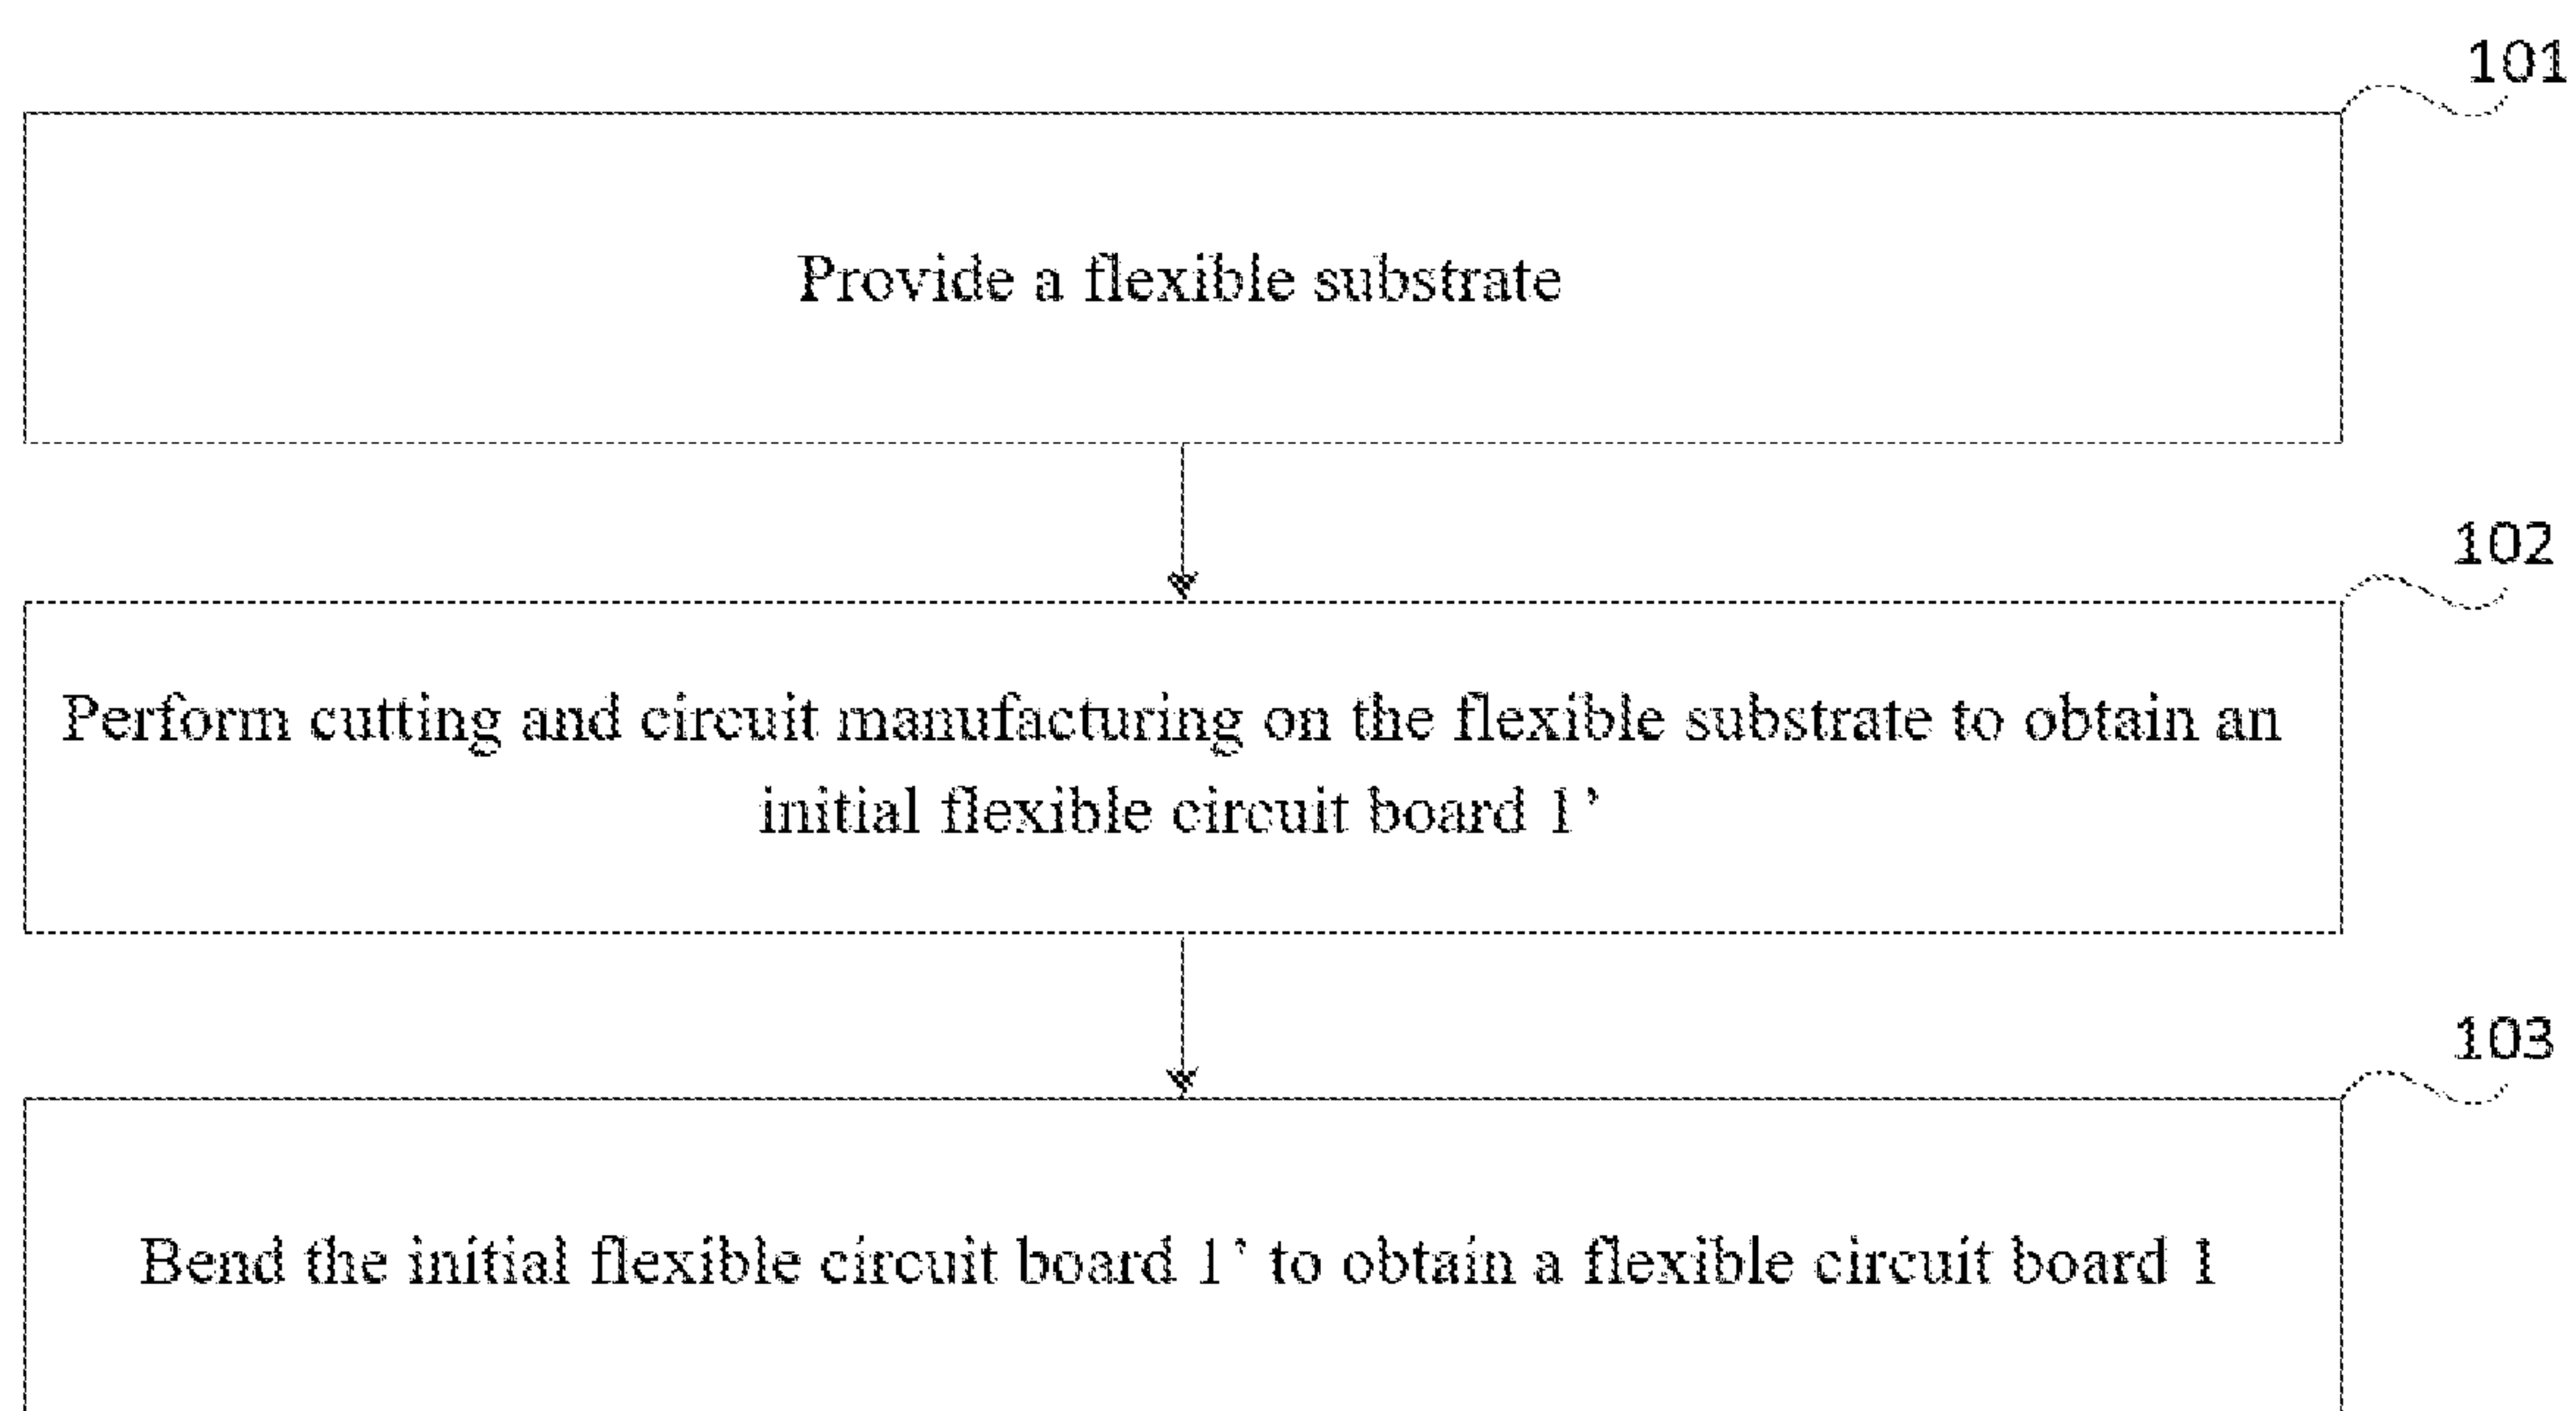 101
Provide a flexible substrate
102
Perform cutting and circuit manufacturing on the flexible substrate to obtain an
initial flexible circuit board 1’
103
Bend the initial flexible circuit board 1’ to obtain a flexible circuit board 1